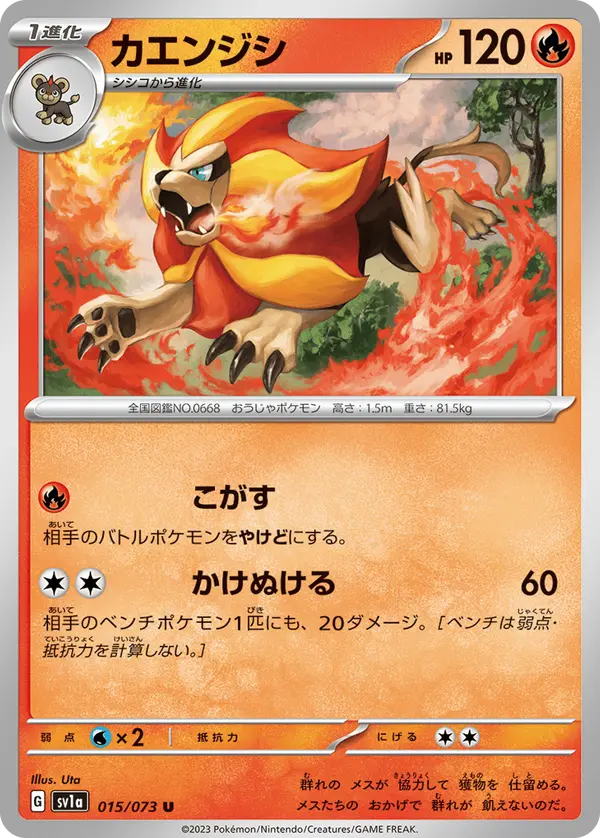 1進化
カエンジシ
HP 120
シシコから進化
全国図鑑NO.0668 おうじゃポケモン 高さ:1.5m 重さ:81.5kg
こがす
相手のバトルポケモンをやけどにする。
かけぬける 60
相手のベンチポケモン1匹にも、20ダメージ。[ベンチは弱点・
抵抗力を計算しない。]
弱点 ×2 抵抗力 にげる
Illus. Uta
G sv1a 015/073 U
群れの メスが 協力して 獲物を 仕留める。
メスたちの おかげで 群れが 飢えないのだ。
©2023 Pokémon/Nintendo/Creatures/GAME FREAK.